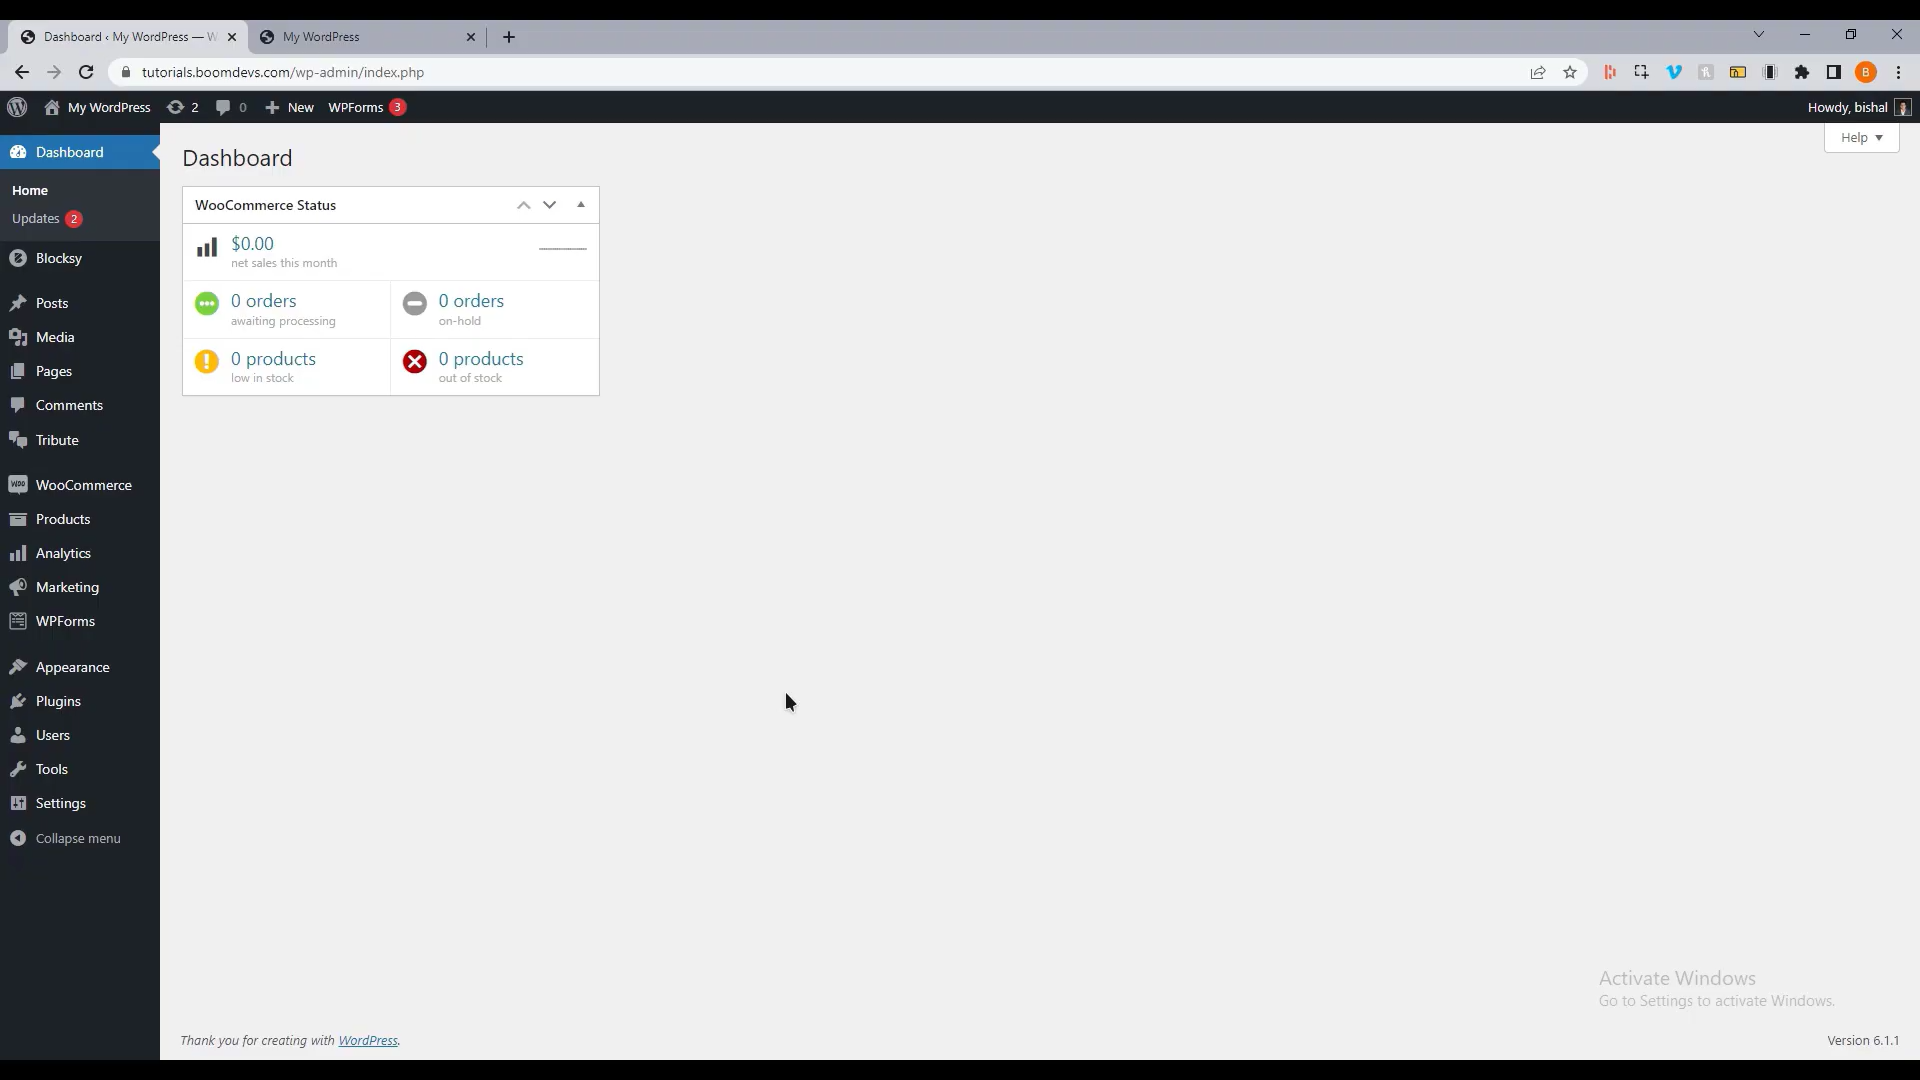 Dashboard ‹ My WordPress — W
My WordPress
tutorials.boomdevs.com/wp-admin/index.php
B
My WordPress
2
0
New
WPForms 3
Howdy, bishal
Dashboard
Help
Dashboard
Home
Updates 2
Blocksy
Posts
Media
Pages
Comments
Tribute
WooCommerce
Products
Analytics
Marketing
WPForms
Appearance
Plugins
Users
Tools
Settings
Collapse menu
WooCommerce Status
$0.00
net sales this month
0 orders
awaiting processing
0 orders
on-hold
0 products
low in stock
0 products
out of stock
Activate Windows
Go to Settings to activate Windows.
Thank you for creating with WordPress.
Version 6.1.1